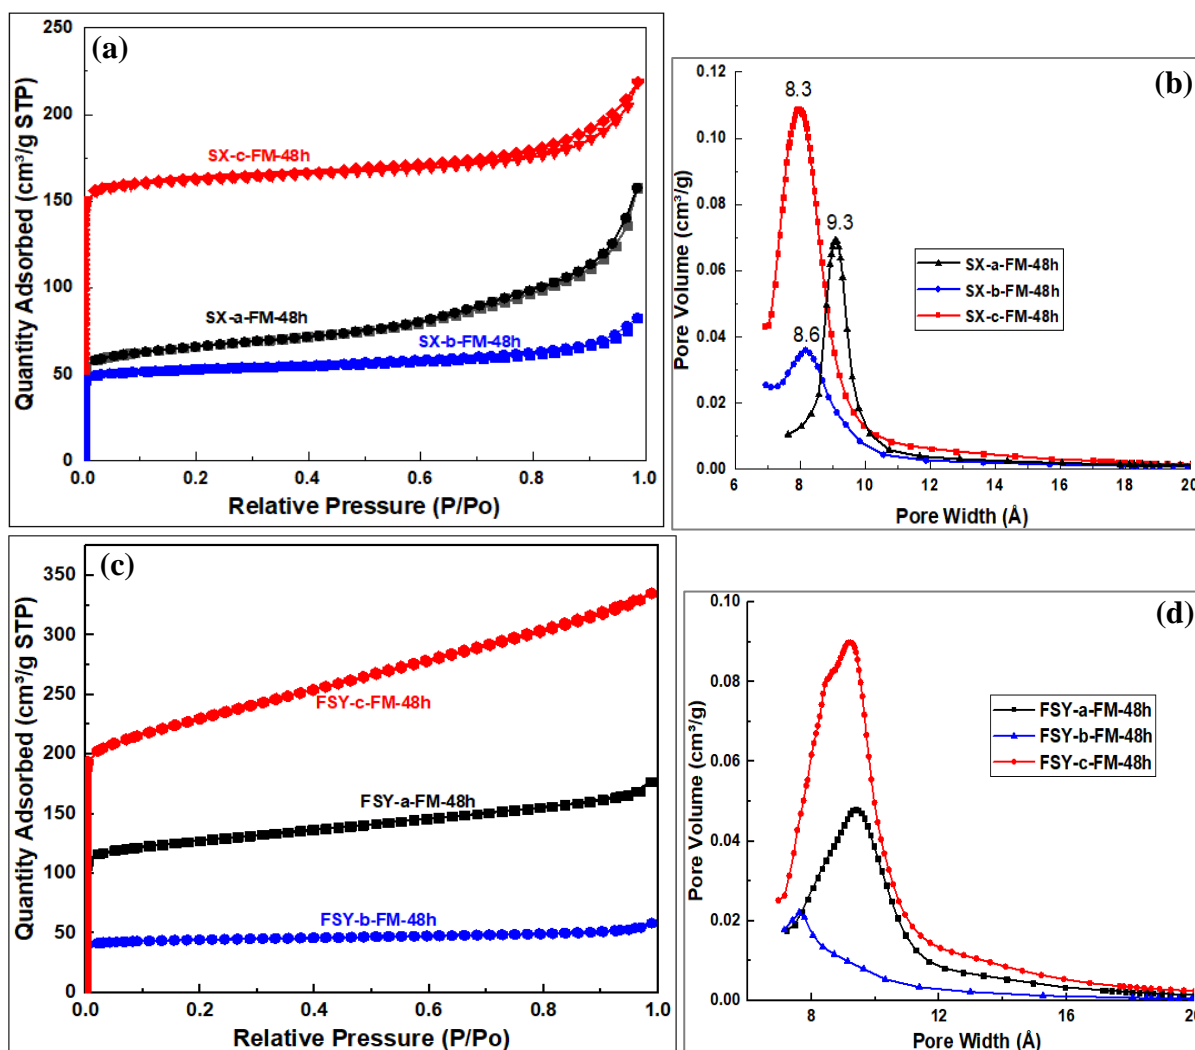 (a)
250
200
150
100
50
0
Quantity Adsorbed (cm³/g STP)
SX-c-FM-48h
SX-a-FM-48h
SX-b-FM-48h
0.0 0.2 0.4 0.6 0.8 1.0
Relative Pressure (P/Po)
(b)
0.12
0.10
0.08
0.06
0.04
0.02
0.00
Pore Volume (cm³/g)
8.3
9.3
8.6
SX-a-FM-48h
SX-b-FM-48h
SX-c-FM-48h
6 8 10 12 14 16 18 20
Pore Width (Å)
(c)
350
300
250
200
150
100
50
0
Quantity Adsorbed (cm³/g STP)
FSY-c-FM-48h
FSY-a-FM-48h
FSY-b-FM-48h
0.0 0.2 0.4 0.6 0.8 1.0
Relative Pressure (P/Po)
(d)
0.10
0.08
0.06
0.04
0.02
0.00
Pore Volume (cm³/g)
FSY-a-FM-48h
FSY-b-FM-48h
FSY-c-FM-48h
8 12 16 20
Pore Width (Å)